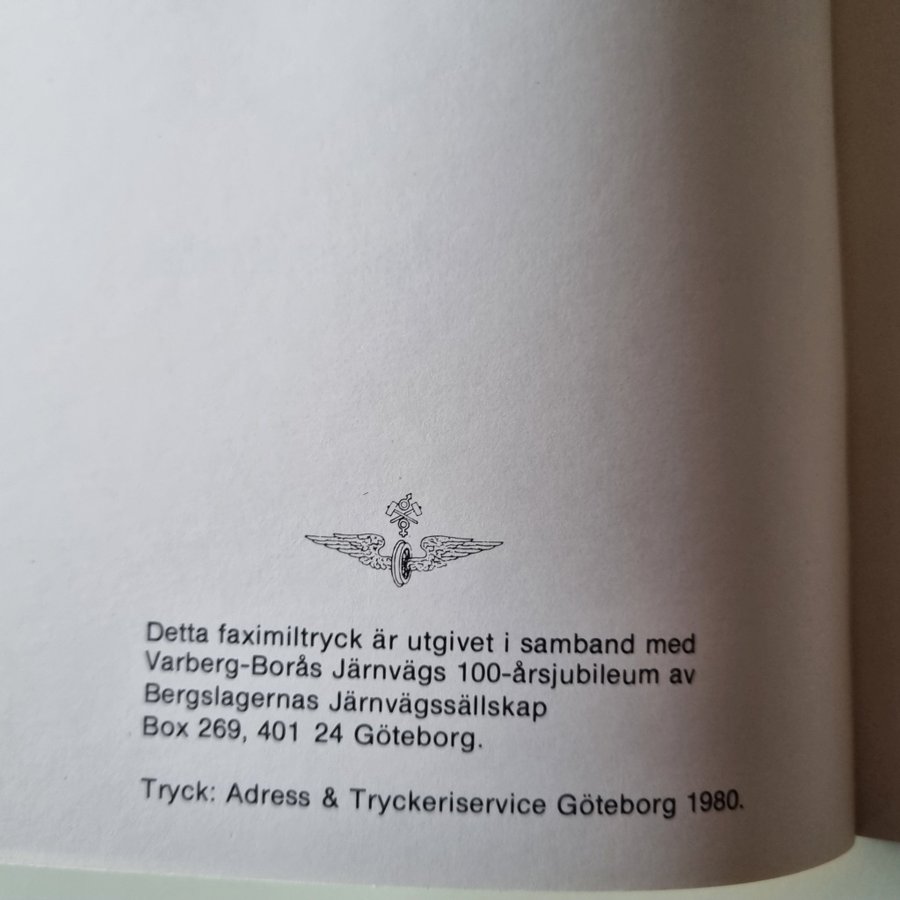 Detta faximiltryck är utgivet i samband med
Varberg-Borås Järnvägs 100-årsjubileum av
Bergslagernas Järnvägssällskap
Box 269, 401 24 Göteborg.
Tryck: Adress & Tryckeriservice Göteborg 1980.